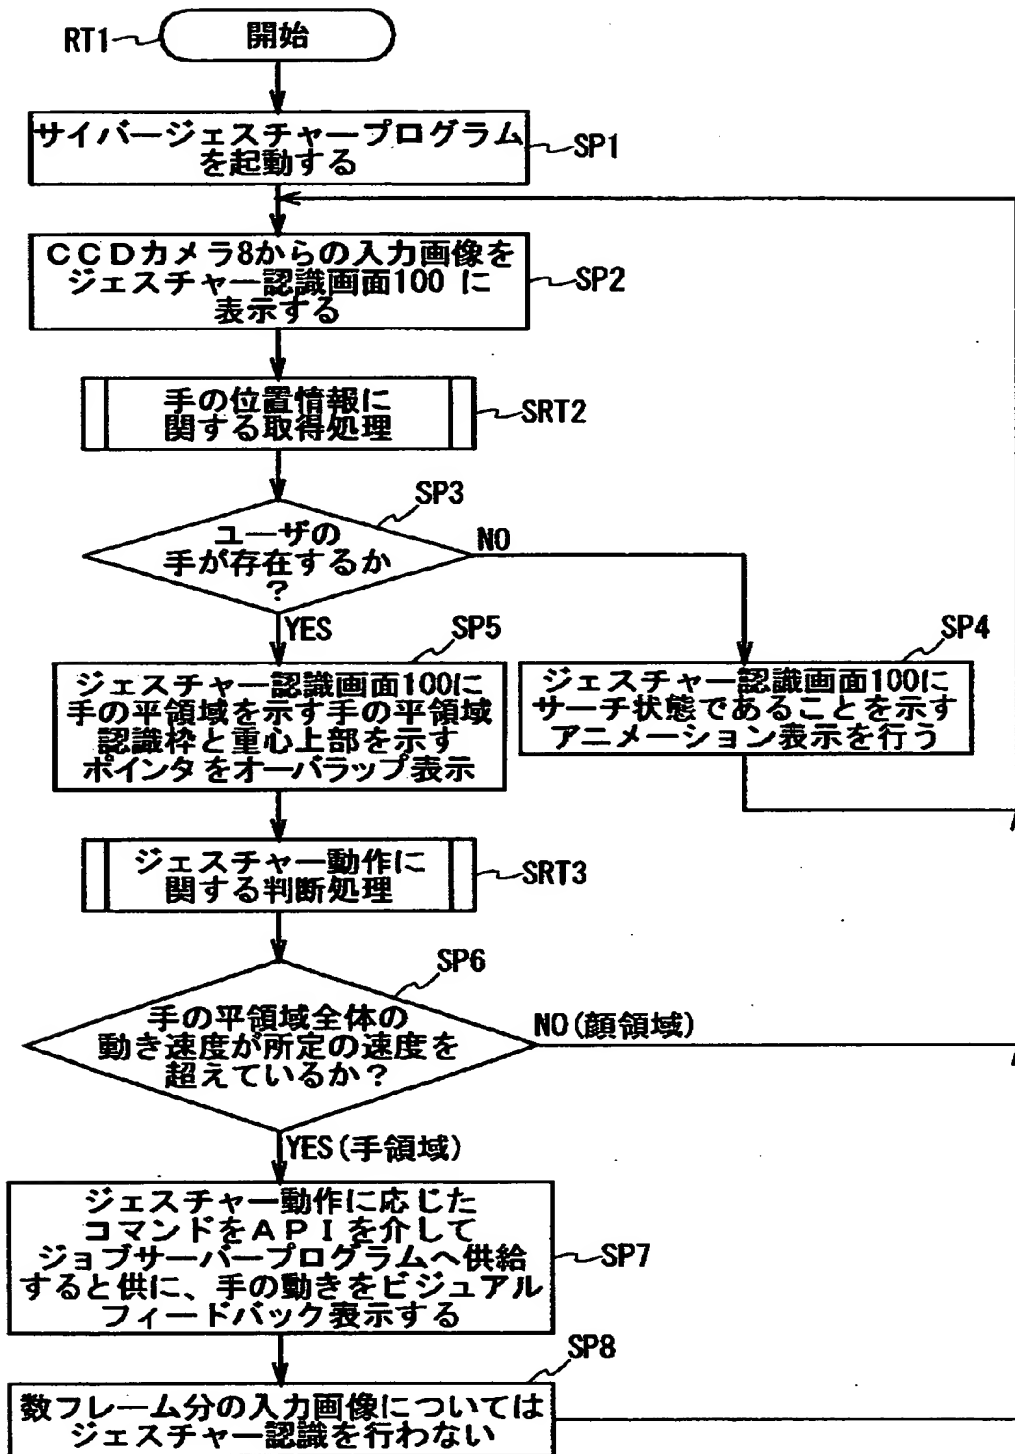 RT1
開始
サイバージェスチャープログラム
を起動する
SP1
ＣＣＤカメラ8からの入力画像を
ジェスチャー認識画面100 に
表示する
SP2
手の位置情報に
関する取得処理
SRT2
SP3
ユーザの
手が存在するか
?
NO
YES
SP5
ジェスチャー認識画面100に
手の平領域を示す手の平領域
認識枠と重心上部を示す
ポインタをオーバラップ表示
SP4
ジェスチャー認識画面100に
サーチ状態であることを示す
アニメーション表示を行う
ジェスチャー動作に
関する判断処理
SRT3
SP6
手の平領域全体の
動き速度が所定の速度を
超えているか？
NO(顔領域)
YES(手領域)
ジェスチャー動作に応じた
コマンドをＡＰＩを介して
ジョブサーバープログラムへ供給
すると供に、手の動きをビジュアル
フィードバック表示する
SP7
SP8
数フレーム分の入力画像については
ジェスチャー認識を行わない